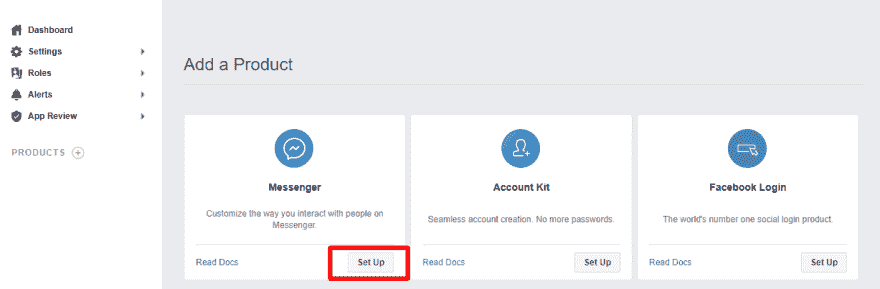 Dashboard
Settings
Roles
Alerts
App Review
PRODUCTS
Add a Product
Messenger
Customize the way you interact with people on
Messenger.
Read Docs
Set Up
Account Kit
Seamless account creation. No more passwords.
Read Docs
Set Up
Facebook Login
The world's number one social login product.
Read Docs
Set Up